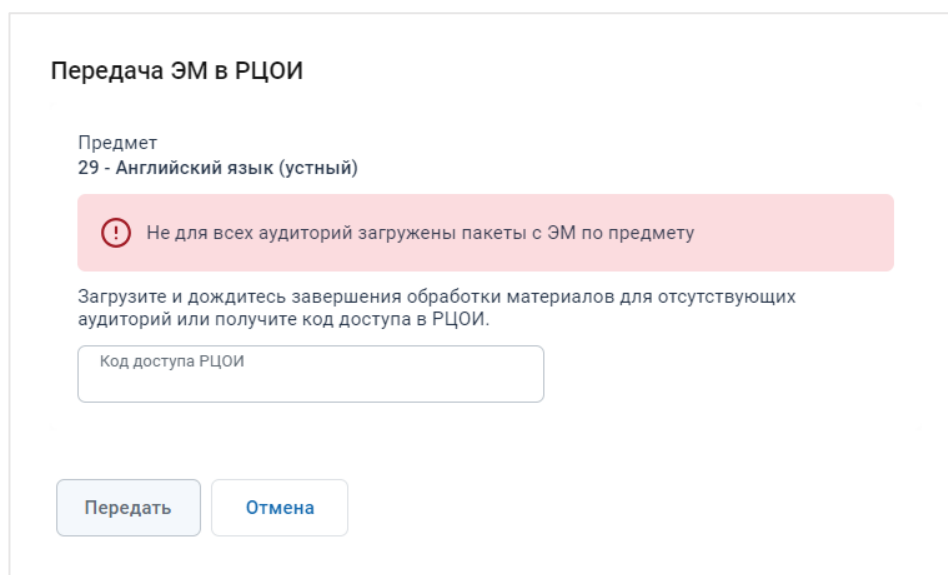 Передача ЭМ в РЦОИ
Предмет
29 - Английский язык (устный)
Не для всех аудиторий загружены пакеты с ЭМ по предмету
Загрузите и дождитесь завершения обработки материалов для отсутствующих
аудиторий или получите код доступа в РЦОИ.
Код доступа РЦОИ
Передать
Отмена